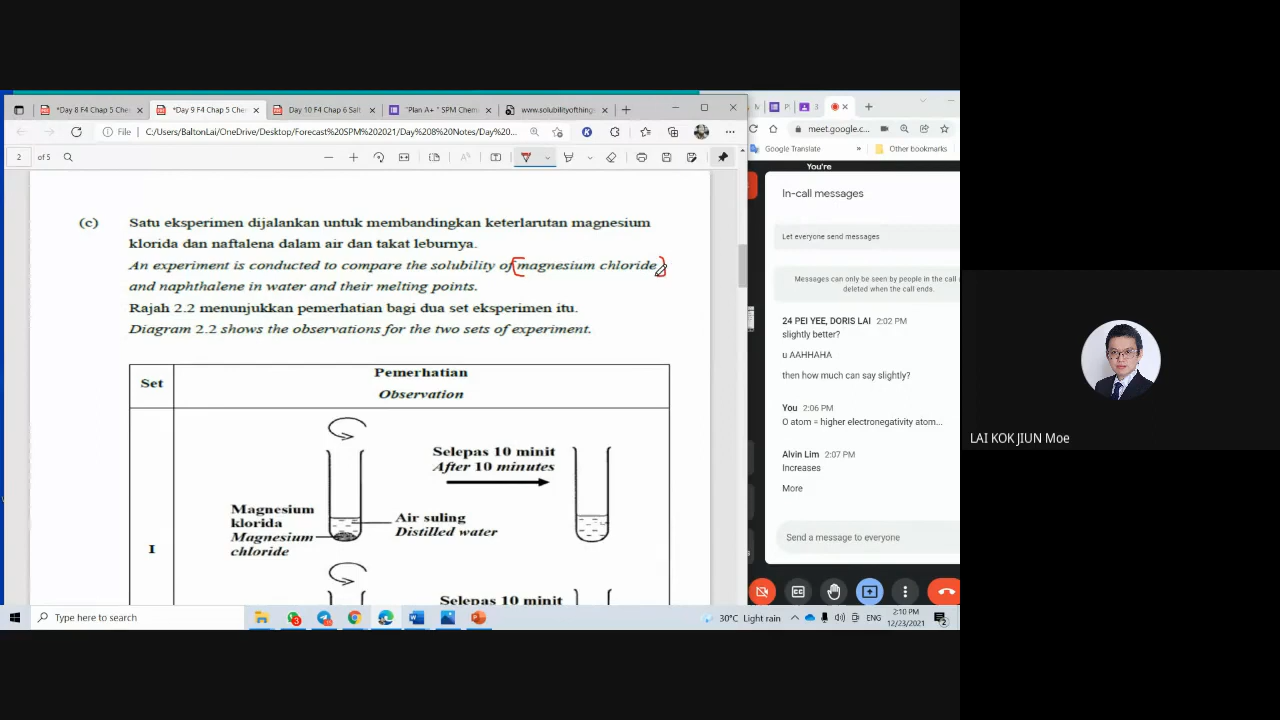 *Day 8 F4 Chap 5 Che
*Day 9 F4 Chap 5 Che
Day 10 F4 Chap 6 Salt
"Plan A+ " SPM Chemi
www.solubilityofthings
File
C:/Users/BaltonLai/OneDrive/Desktop/Forecast%20SPM%202021/Day%208%20Notes/Day%20...
meet.google.c...
Google Translate
»
Other bookmarks
2 of 5
You're
In-call messages
Let everyone send messages
Messages can only be seen by people in the call
deleted when the call ends.
24 PEI YEE, DORIS LAI 2:02 PM
slightly better?
u AAHHAHA
then how much can say slightly?
You 2:06 PM
O atom = higher electronegativity atom...
Alvin Lim 2:07 PM
Increases
More
Send a message to everyone
(c) Satu eksperimen dijalankan untuk membandingkan keterlarutan magnesium
klorida dan naftalena dalam air dan takat leburnya.
An experiment is conducted to compare the solubility of magnesium chloride
and naphthalene in water and their melting points.
Rajah 2.2 menunjukkan pemerhatian bagi dua set eksperimen itu.
Diagram 2.2 shows the observations for the two sets of experiment.
Set
Pemerhatian
Observation
Selepas 10 minit
After 10 minutes
Magnesium
klorida
Magnesium
chloride
Air suling
Distilled water
I
Selepas 10 minit
LAI KOK JIUN Moe
Type here to search
30°C Light rain
ENG
2:10 PM
12/23/2021